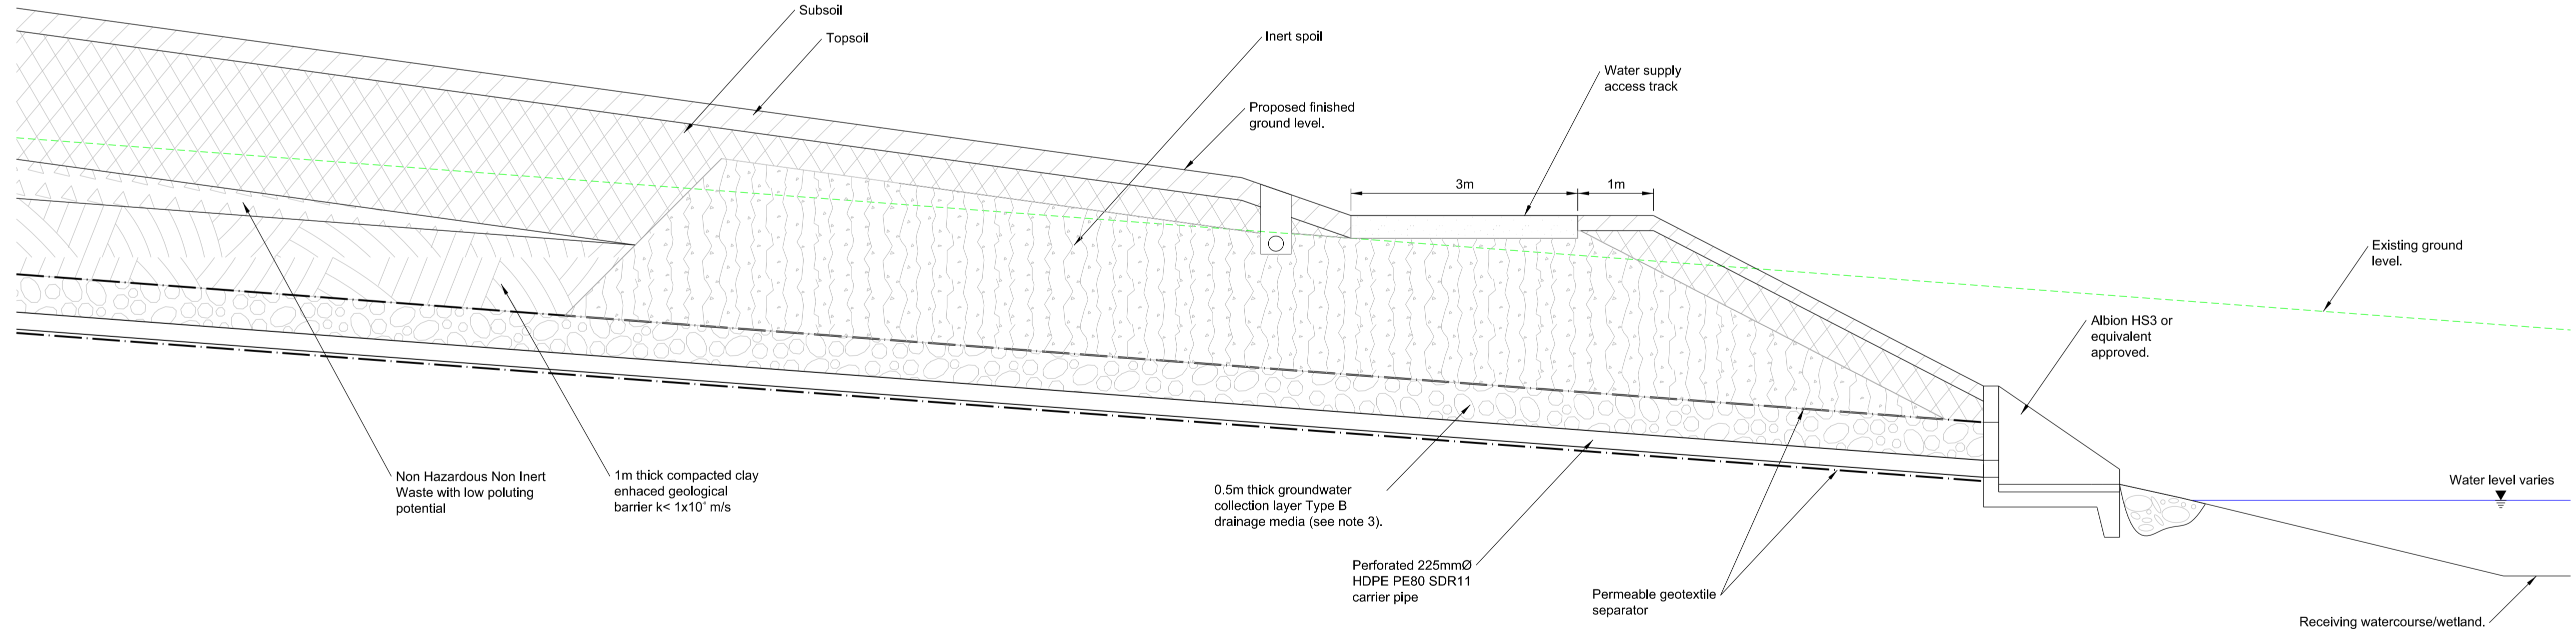 Subsoil
Topsoil
Inert spoil
Proposed finished
ground level.
Water supply
access track
3m
1m
Existing ground
level.
Albion HS3 or
equivalent
approved.
Non Hazardous Non Inert
Waste with low poluting
potential
1m thick compacted clay
enhaced geological
barrier k< 1x10˚ m/s
0.5m thick groundwater
collection layer Type B
drainage media (see note 3).
Perforated 225mmØ
HDPE PE80 SDR11
carrier pipe
Permeable geotextile
separator
Water level varies
Receiving watercourse/wetland.